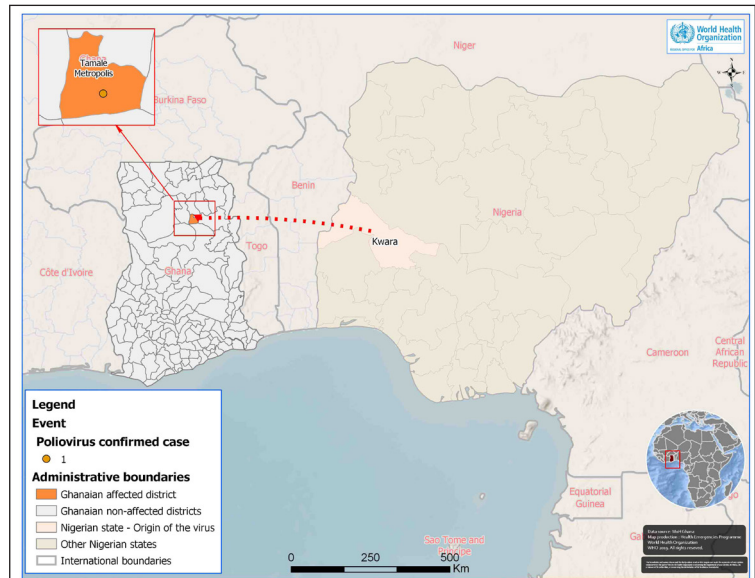 World Health
Organization
Africa
Niger
Ghana
Tamale
Metropolis
Burkina Faso
Benin
Nigeria
Kwara
Togo
Ghana
Côte d'Ivoire
Cameroon
Central
African
Republic
Legend
Event
Poliovirus confirmed case
1
Administrative boundaries
Ghanaian affected district
Ghanaian non-affected districts
Nigerian state - Origin of the virus
Other Nigerian states
International boundaries
Equatorial
Guinea
Sao Tome and
Principe
0 250 500
Km
Map production - Health Emergencies Programme
World Health Organization